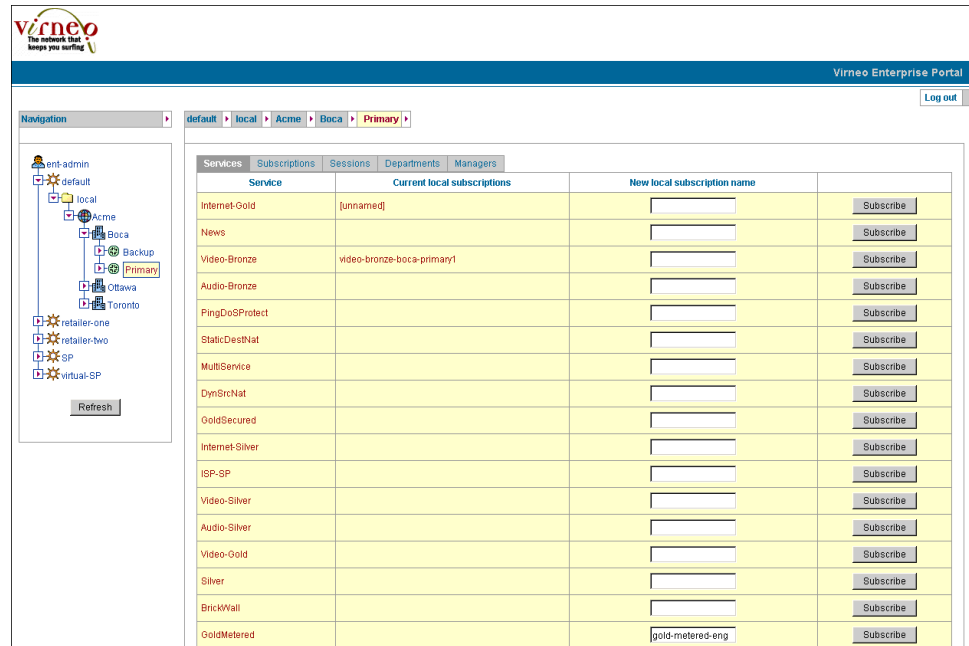 Virneo
The network that
keeps you surfing
Virneo Enterprise Portal
Log out
Navigation
default local Acme Boca Primary
ent-admin
default
local
Acme
Boca
Backup
Primary
Ottawa
Toronto
retailer-one
retailer-two
SP
virtual-SP
Refresh
Services Subscriptions Sessions Departments Managers
Service Current local subscriptions New local subscription name
Internet-Gold [unnamed] Subscribe
News Subscribe
Video-Bronze video-bronze-boca-primary1 Subscribe
Audio-Bronze Subscribe
PingDoSProtect Subscribe
StaticDestNat Subscribe
MultiService Subscribe
DynSrcNat Subscribe
GoldSecured Subscribe
Internet-Silver Subscribe
ISP-SP Subscribe
Video-Silver Subscribe
Audio-Silver Subscribe
Video-Gold Subscribe
Silver Subscribe
BrickWall Subscribe
GoldMetered gold-metered-eng Subscribe